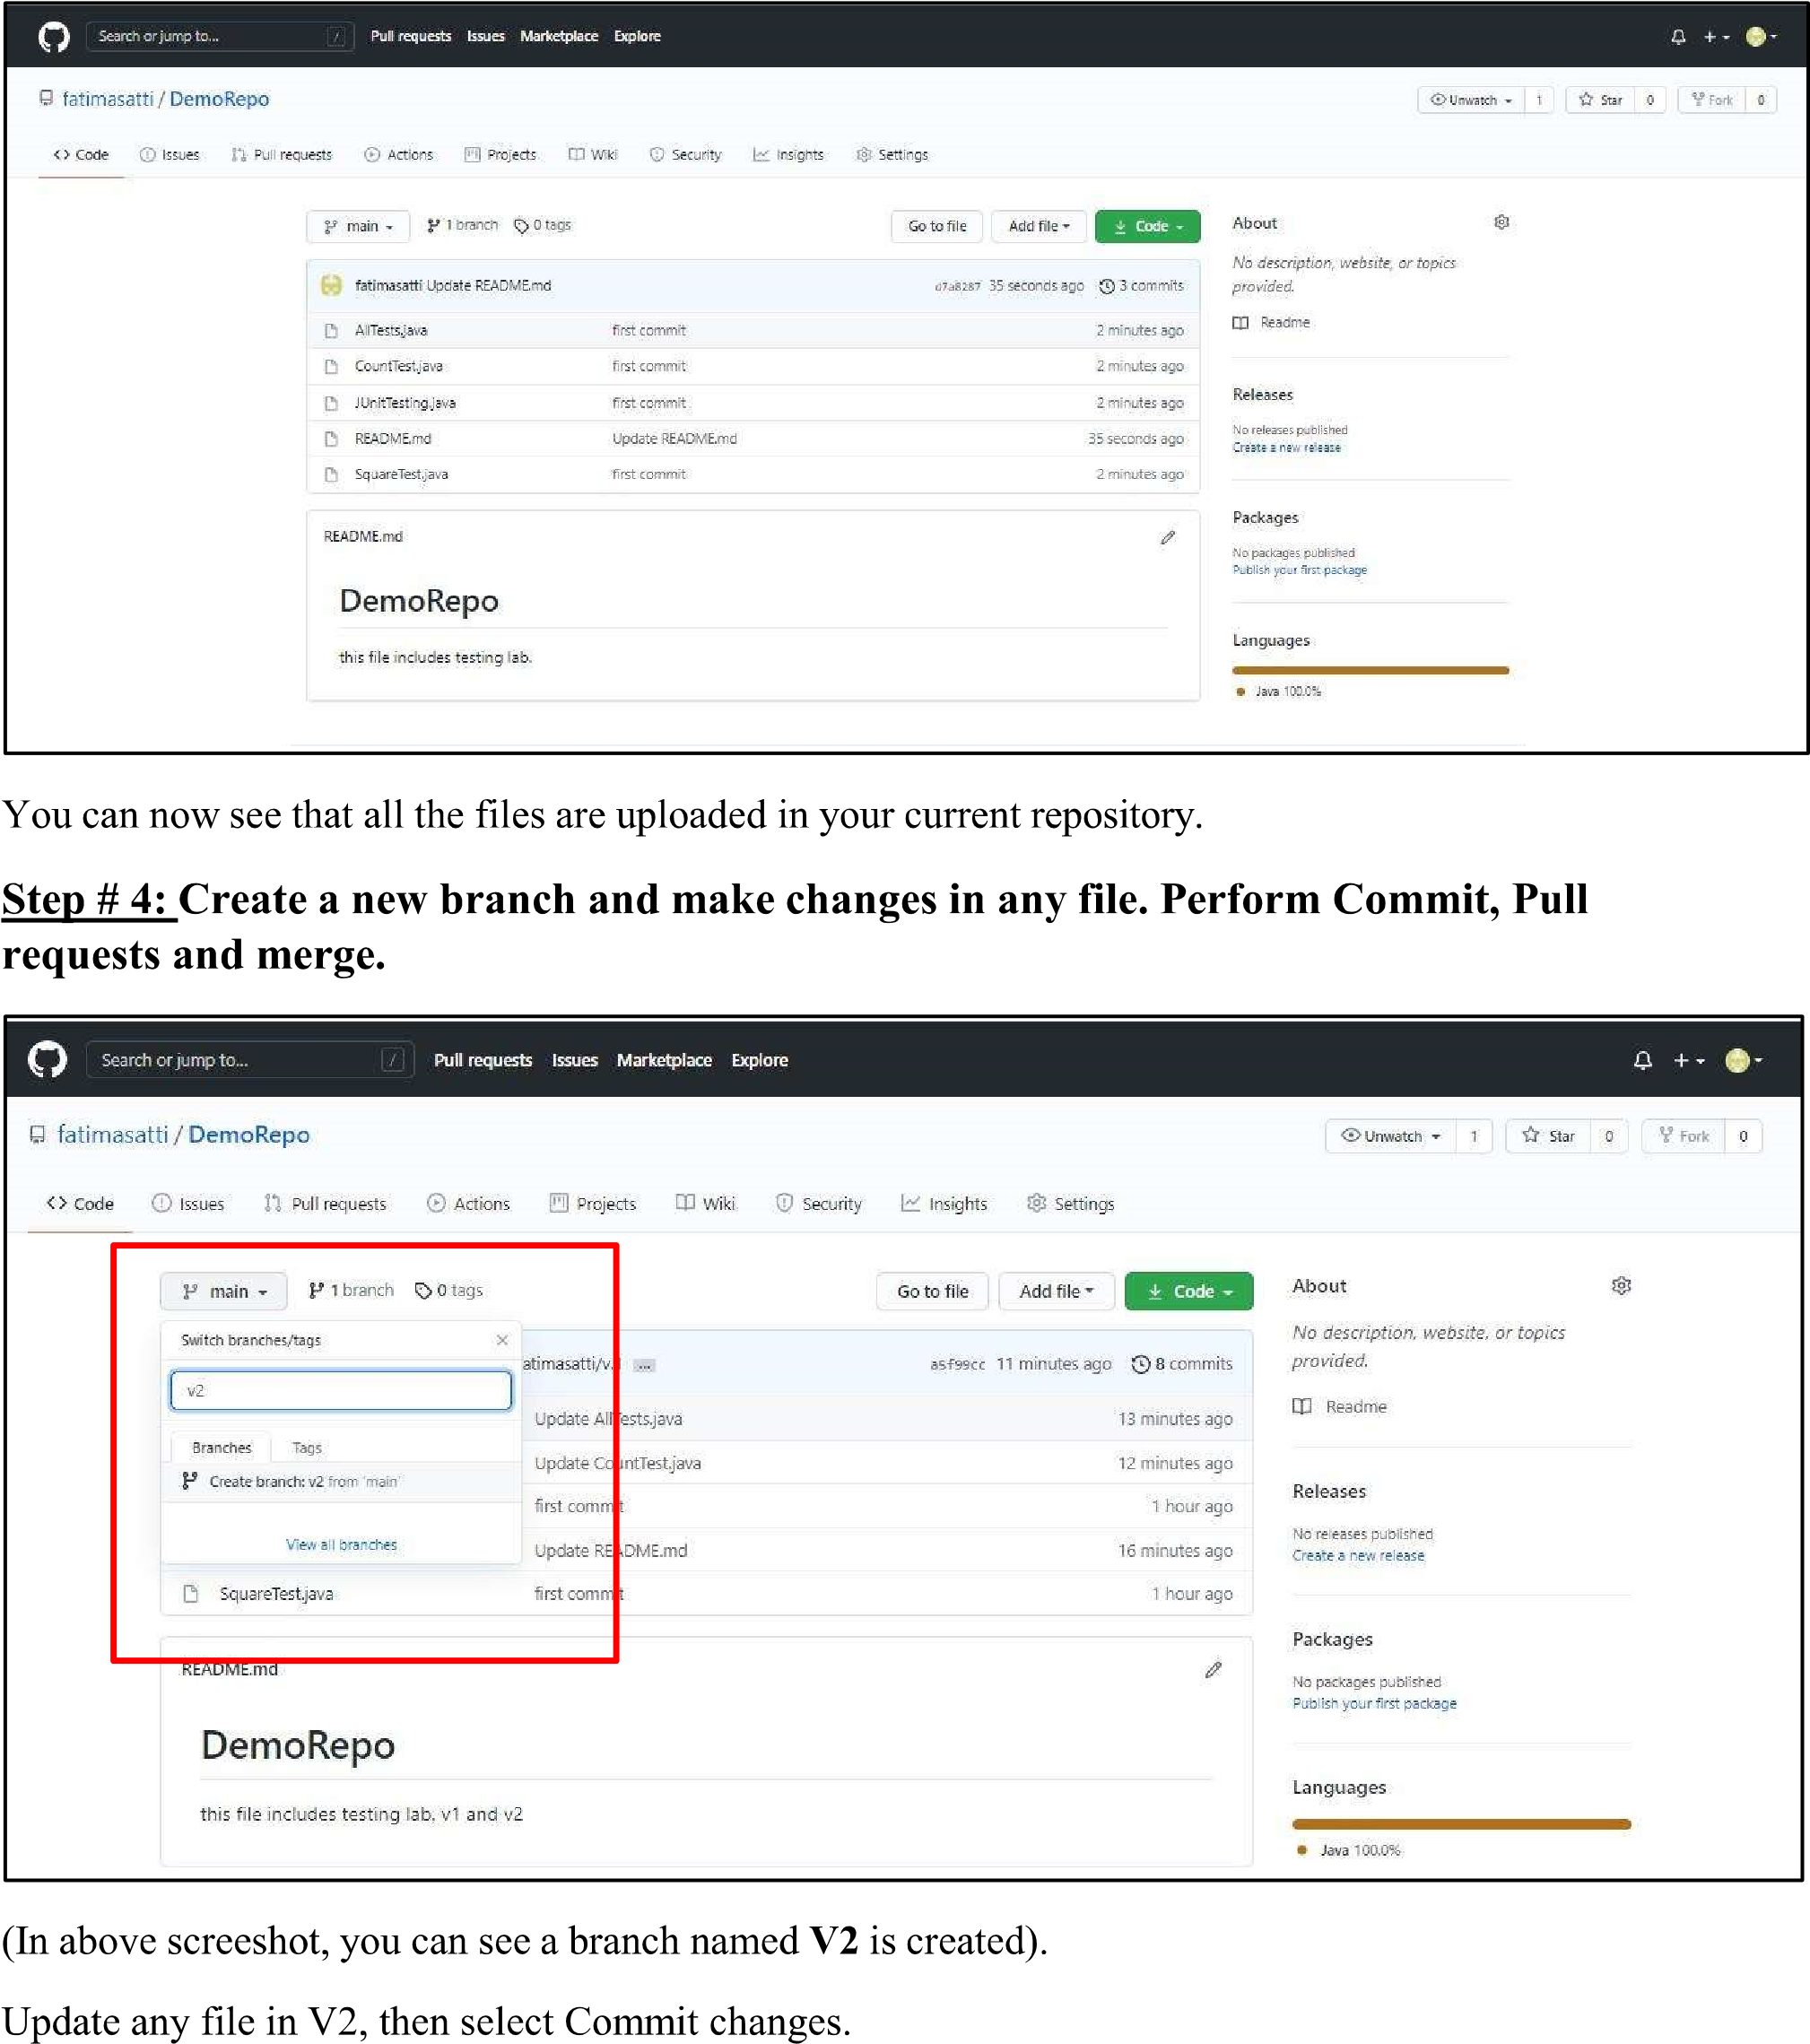 Search or jump to... / Pull requests Issues Marketplace Explore
fatimasatti / DemoRepo Unwatch 1 Star 0 Fork 0
Code Issues Pull requests Actions Projects Wiki Security Insights Settings
main 1 branch 0 tags Go to file Add file Code
fatimasatti Update README.md d7a8287 35 seconds ago 3 commits
AllTests.java first commit 2 minutes ago
CountTest.java first commit 2 minutes ago
JUnitTesting.java first commit 2 minutes ago
README.md Update README.md 35 seconds ago
SquareTest.java first commit 2 minutes ago
README.md
DemoRepo
this file includes testing lab.
About
No description, website, or topics
provided.
Readme
Releases
No releases published
Create a new release
Packages
No packages published
Publish your first package
Languages
Java 100.0%
You can now see that all the files are uploaded in your current repository.
Step # 4: Create a new branch and make changes in any file. Perform Commit, Pull
requests and merge.
Search or jump to... / Pull requests Issues Marketplace Explore
fatimasatti / DemoRepo Unwatch 1 Star 0 Fork 0
Code Issues Pull requests Actions Projects Wiki Security Insights Settings
main 1 branch 0 tags Go to file Add file Code
Switch branches/tags
v2
Branches Tags
Create branch: v2 from 'main'
View all branches
atimasatti/v. ... a5f99cc 11 minutes ago 8 commits
Update AllTests.java 13 minutes ago
Update CountTest.java 12 minutes ago
first commit 1 hour ago
Update README.md 16 minutes ago
SquareTest.java first commit 1 hour ago
README.md
DemoRepo
this file includes testing lab. v1 and v2
About
No description, website, or topics
provided.
Readme
Releases
No releases published
Create a new release
Packages
No packages published
Publish your first package
Languages
Java 100.0%
(In above screeshot, you can see a branch named V2 is created).
Update any file in V2, then select Commit changes.